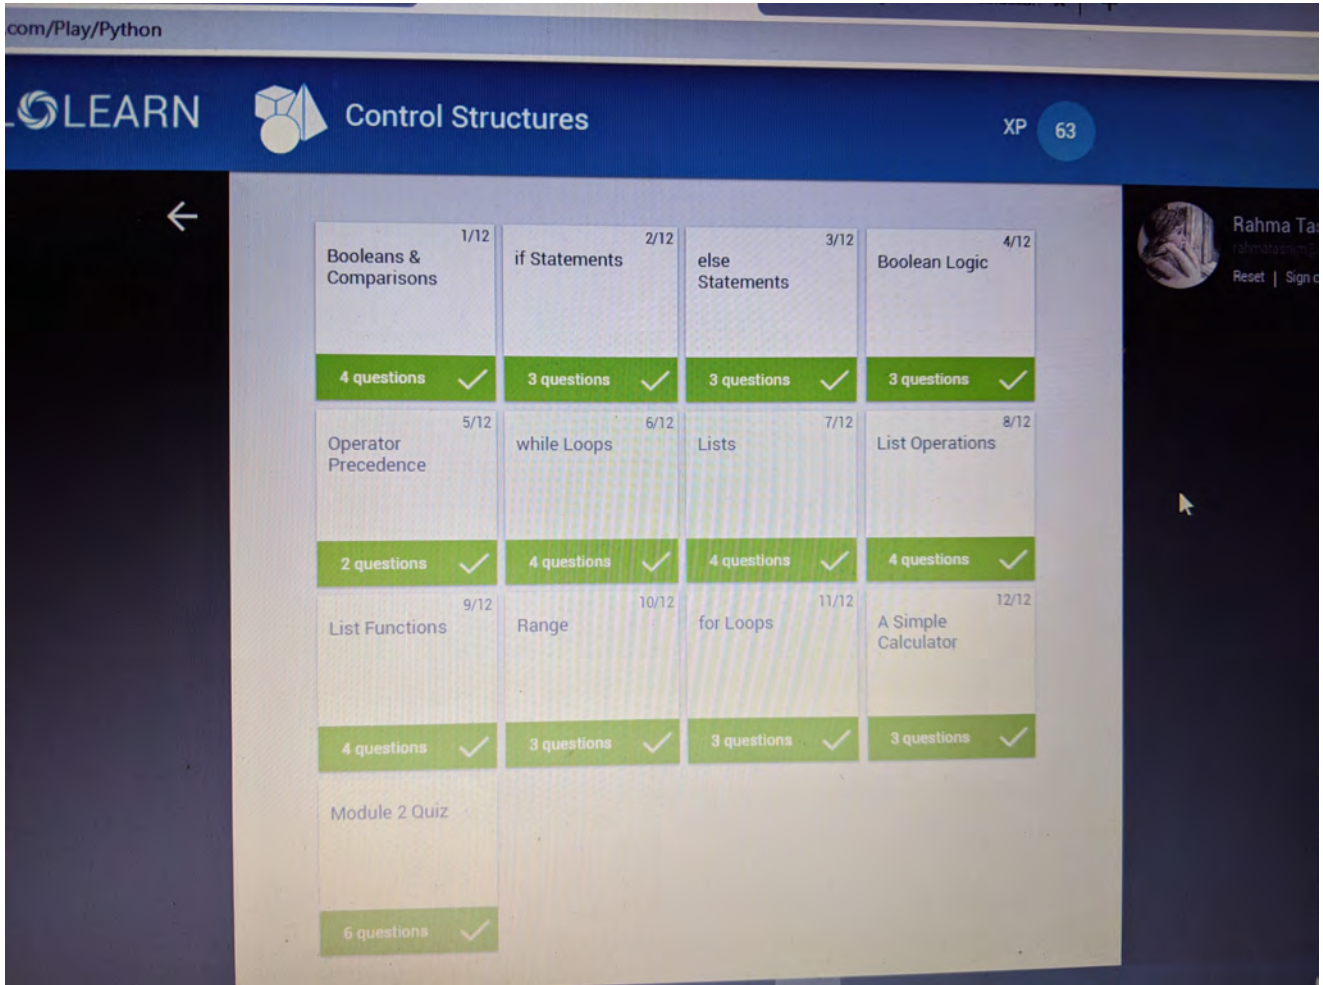 .com/Play/Python
LEARN
Control Structures
XP 63
Rahma
Reset | Sign
1/12
Booleans &
Comparisons
4 questions
2/12
if Statements
3 questions
3/12
else
Statements
3 questions
4/12
Boolean Logic
3 questions
5/12
Operator
Precedence
2 questions
6/12
while Loops
4 questions
7/12
Lists
4 questions
8/12
List Operations
4 questions
9/12
List Functions
4 questions
10/12
Range
3 questions
11/12
for Loops
3 questions
12/12
A Simple
Calculator
3 questions
Module 2 Quiz
6 questions